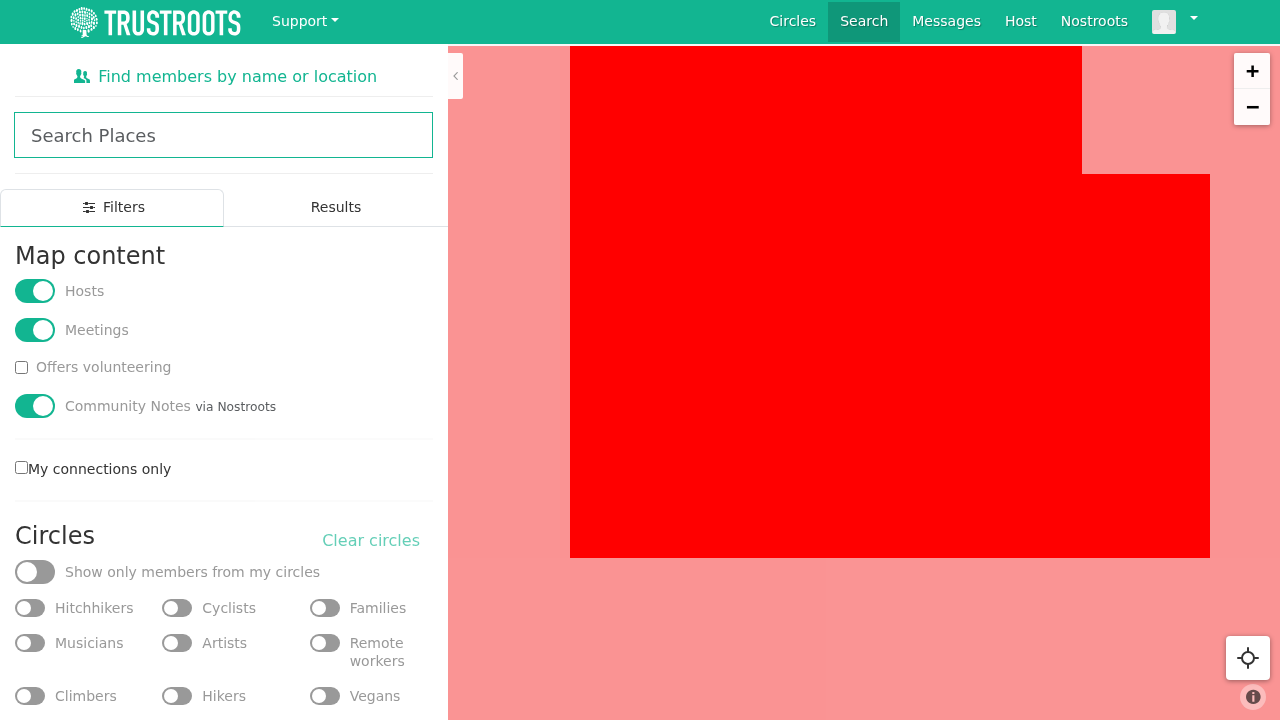 TRUSTROOTS
Support
Circles
Search
Messages
Host
Nostroots
Find members by name or location
Search Places
Filters
Results
Map content
Hosts
Meetings
Offers volunteering
Community Notes via Nostroots
My connections only
Circles
Clear circles
Show only members from my circles
Hitchhikers
Cyclists
Families
Musicians
Artists
Remote
workers
Climbers
Hikers
Vegans
+
−